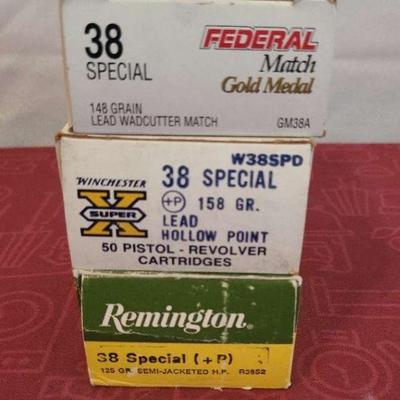 38
SPECIAL
148 GRAIN
LEAD WADCUTTER MATCH
FEDERAL
Match
Gold Medal
GM38A
WINCHESTER
SUPER X
W38SPD
38 SPECIAL
+P 158 GR.
LEAD
HOLLOW POINT
50 PISTOL - REVOLVER
CARTRIDGES
Remington
38 Special (+P)
125 GR. SEMI-JACKETED H.P. R38S2